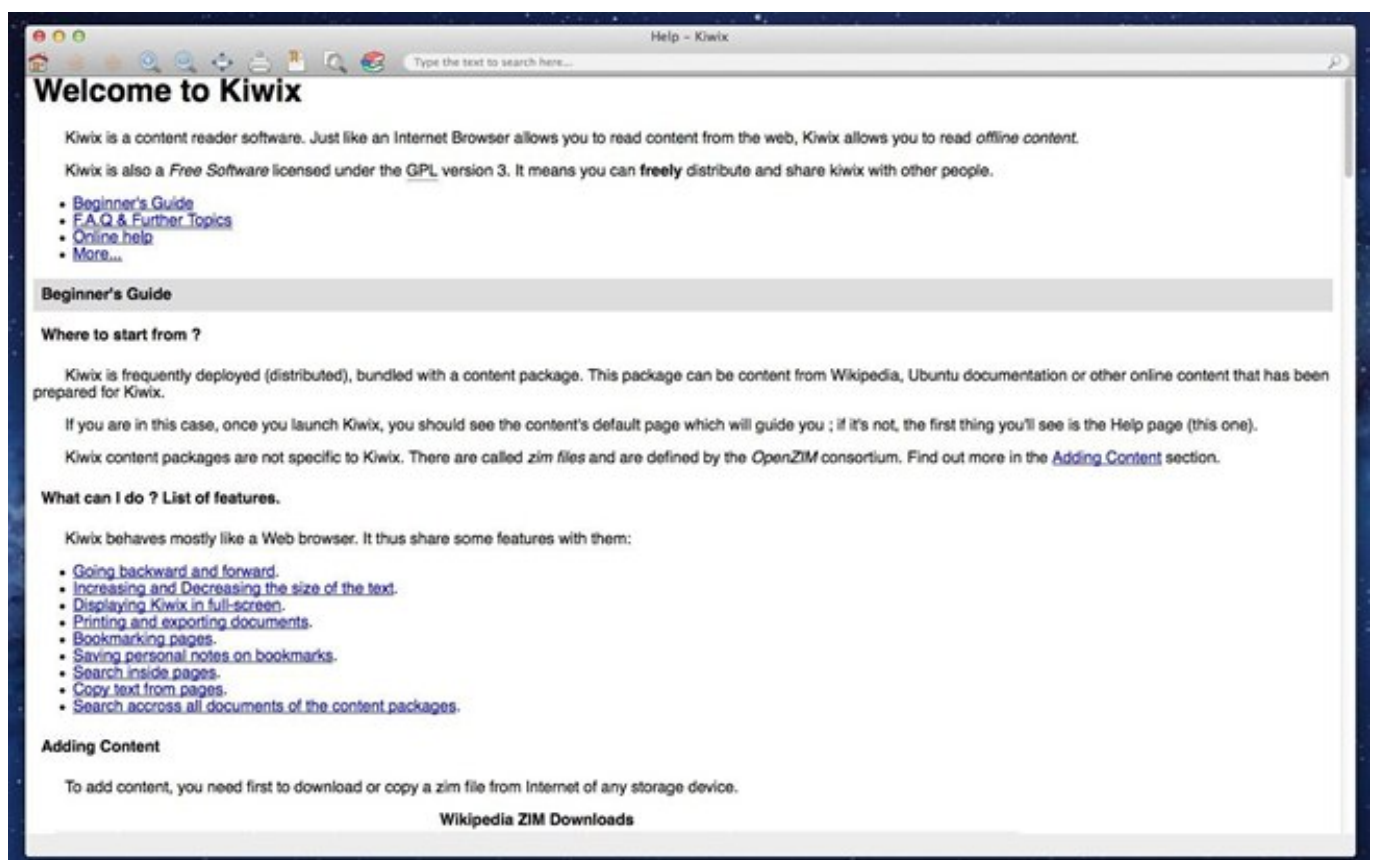 Help – Kiwix
Type the text to search here...
Welcome to Kiwix
Kiwix is a content reader software. Just like an Internet Browser allows you to read content from the web, Kiwix allows you to read offline content.
Kiwix is also a Free Software licensed under the GPL version 3. It means you can freely distribute and share kiwix with other people.
• Beginner's Guide
• F.A.Q & Further Topics
• Online help
• More...
Beginner's Guide
Where to start from ?
Kiwix is frequently deployed (distributed), bundled with a content package. This package can be content from Wikipedia, Ubuntu documentation or other online content that has been
prepared for Kiwix.
If you are in this case, once you launch Kiwix, you should see the content's default page which will guide you ; if it's not, the first thing you'll see is the Help page (this one).
Kiwix content packages are not specific to Kiwix. There are called zim files and are defined by the OpenZIM consortium. Find out more in the Adding Content section.
What can I do ? List of features.
Kiwix behaves mostly like a Web browser. It thus share some features with them:
• Going backward and forward.
• Increasing and Decreasing the size of the text.
• Displaying Kiwix in full-screen.
• Printing and exporting documents.
• Bookmarking pages.
• Saving personal notes on bookmarks.
• Search inside pages.
• Copy text from pages.
• Search accross all documents of the content packages.
Adding Content
To add content, you need first to download or copy a zim file from Internet of any storage device.
Wikipedia ZIM Downloads